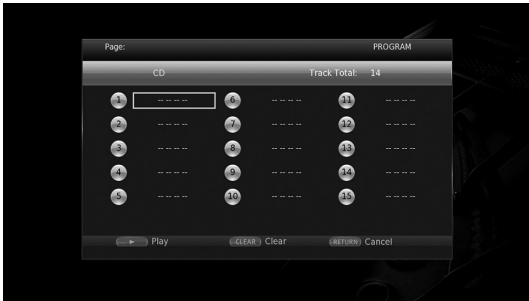 Page: PROGRAM
CD Track Total: 14
1 -- -- -- -- 6 -- -- -- -- 11 -- -- -- --
2 -- -- -- -- 7 -- -- -- -- 12 -- -- -- --
3 -- -- -- -- 8 -- -- -- -- 13 -- -- -- --
4 -- -- -- -- 9 -- -- -- -- 14 -- -- -- --
5 -- -- -- -- 10 -- -- -- -- 15 -- -- -- --
Play CLEAR Clear RETURN Cancel